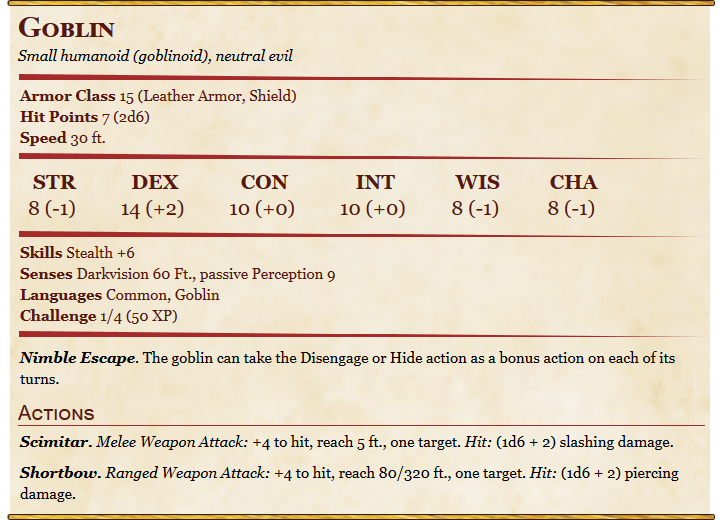 Goblin
Small humanoid (goblinoid), neutral evil
Armor Class 15 (Leather Armor, Shield)
Hit Points 7 (2d6)
Speed 30 ft.
STR DEX CON INT WIS CHA
8 (-1) 14 (+2) 10 (+0) 10 (+0) 8 (-1) 8 (-1)
Skills Stealth +6
Senses Darkvision 60 Ft., passive Perception 9
Languages Common, Goblin
Challenge 1/4 (50 XP)
Nimble Escape. The goblin can take the Disengage or Hide action as a bonus action on each of its
turns.
Actions
Scimitar. Melee Weapon Attack: +4 to hit, reach 5 ft., one target. Hit: (1d6 + 2) slashing damage.
Shortbow. Ranged Weapon Attack: +4 to hit, reach 80/320 ft., one target. Hit: (1d6 + 2) piercing
damage.